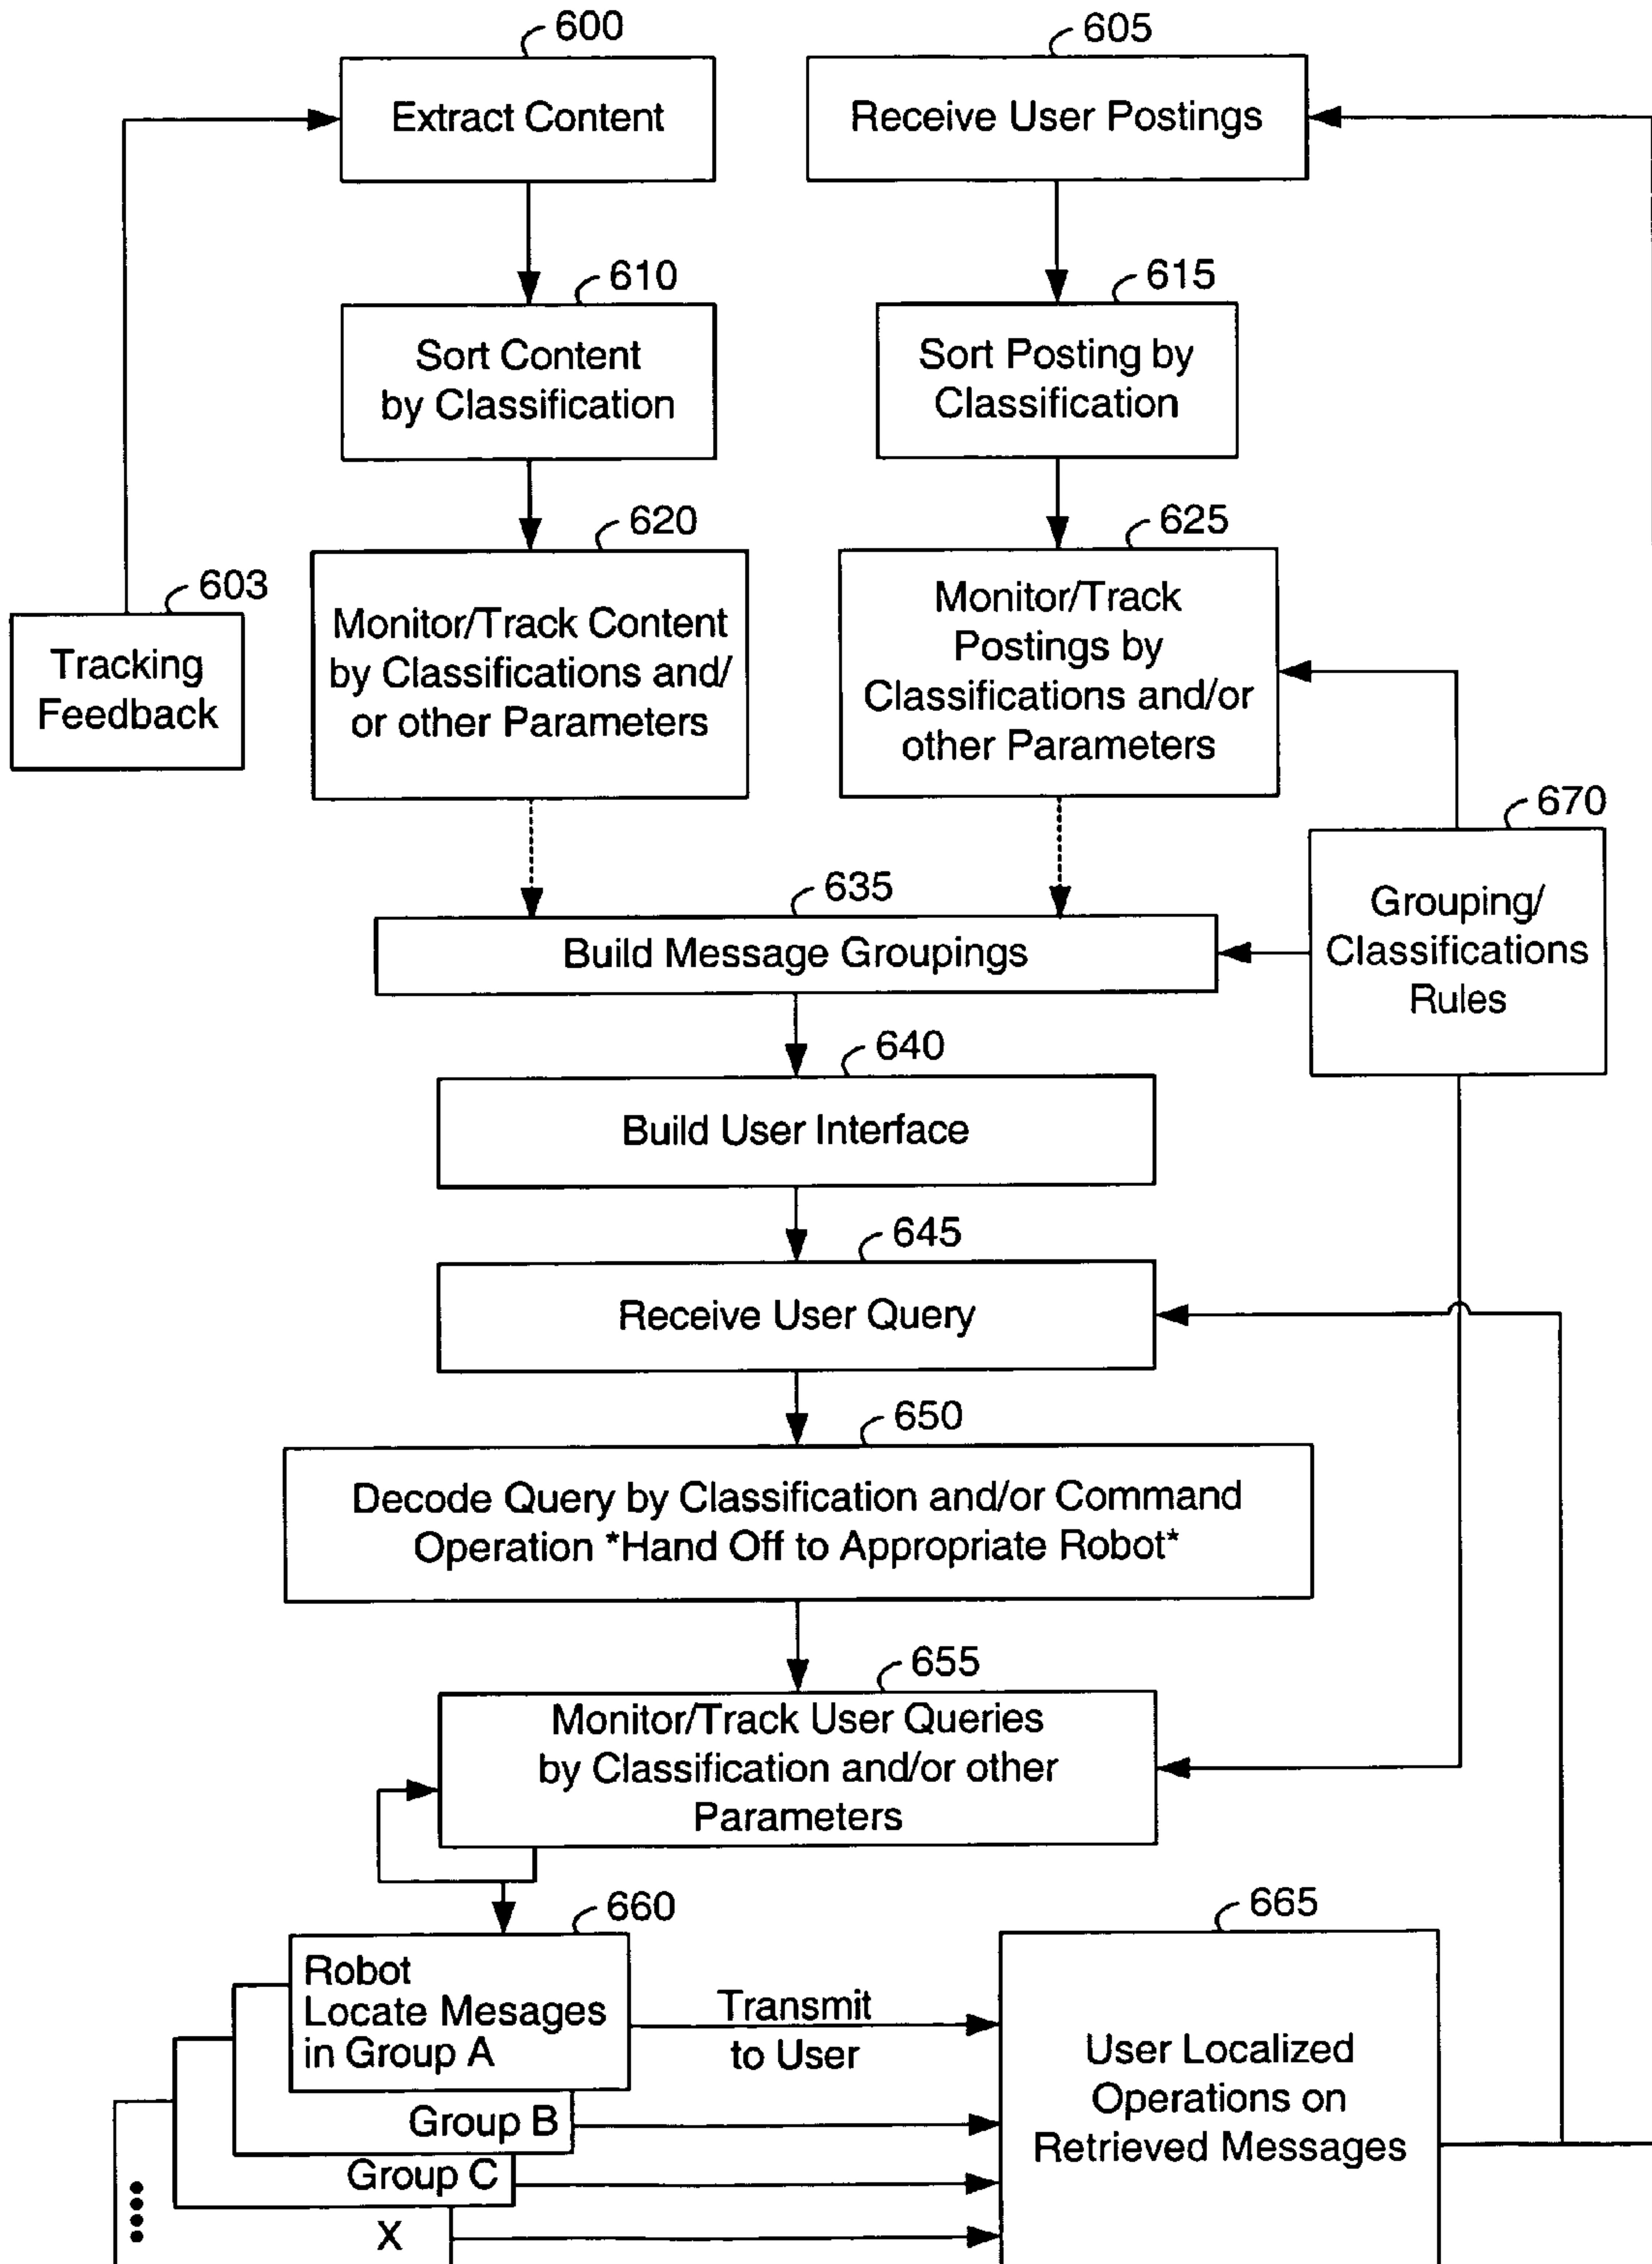 600
Extract Content
605
Receive User Postings
610
Sort Content
by Classification
615
Sort Posting by
Classification
620
Monitor/Track Content
by Classifications and/
or other Parameters
625
Monitor/Track
Postings by
Classifications and/or
other Parameters
603
Tracking
Feedback
670
Grouping/
Classifications
Rules
635
Build Message Groupings
640
Build User Interface
645
Receive User Query
650
Decode Query by Classification and/or Command
Operation *Hand Off to Appropriate Robot*
655
Monitor/Track User Queries
by Classification and/or other
Parameters
660
Robot
Locate Mesages
in Group A
Group B
Group C
X
Transmit
to User
665
User Localized
Operations on
Retrieved Messages